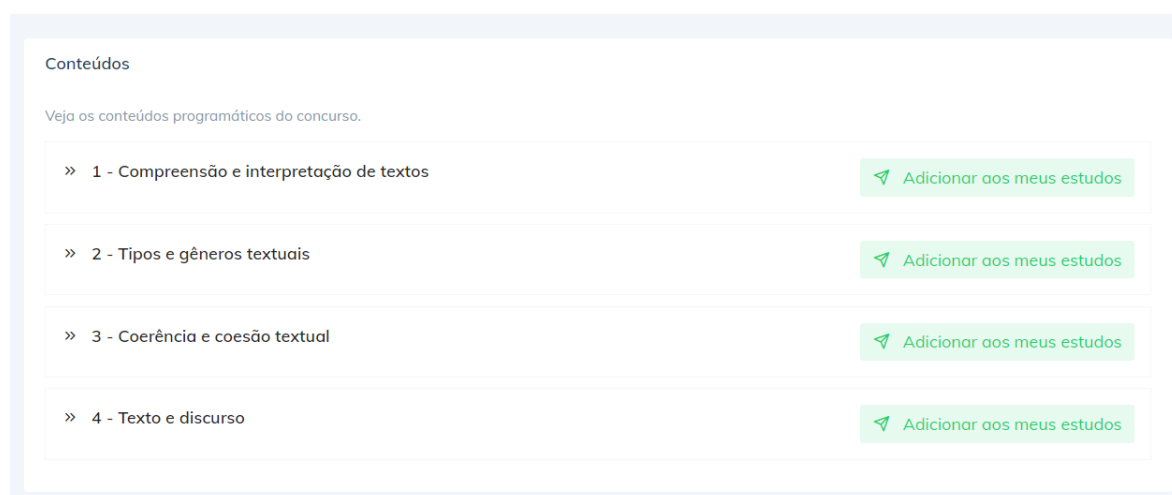 Conteúdos
Veja os conteúdos programáticos do concurso.
» 1 - Compreensão e interpretação de textos
Adicionar aos meus estudos
» 2 - Tipos e gêneros textuais
Adicionar aos meus estudos
» 3 - Coerência e coesão textual
Adicionar aos meus estudos
» 4 - Texto e discurso
Adicionar aos meus estudos